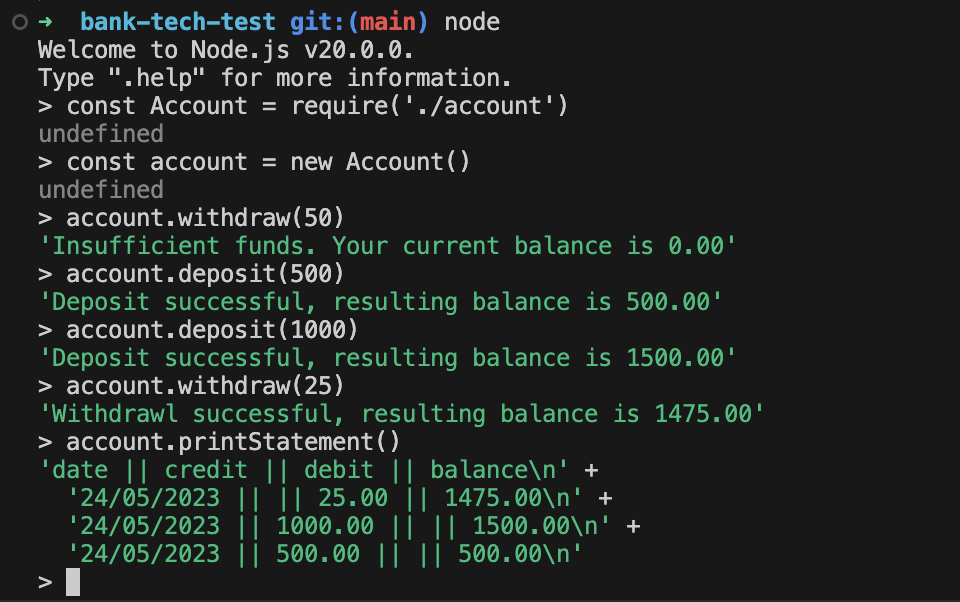 ➜ bank-tech-test git:(main) node
Welcome to Node.js v20.0.0.
Type ".help" for more information.
> const Account = require('./account')
undefined
> const account = new Account()
undefined
> account.withdraw(50)
'Insufficient funds. Your current balance is 0.00'
> account.deposit(500)
'Deposit successful, resulting balance is 500.00'
> account.deposit(1000)
'Deposit successful, resulting balance is 1500.00'
> account.withdraw(25)
'Withdrawl successful, resulting balance is 1475.00'
> account.printStatement()
'date || credit || debit || balance\n' +
  '24/05/2023 || || 25.00 || 1475.00\n' +
  '24/05/2023 || 1000.00 || || 1500.00\n' +
  '24/05/2023 || 500.00 || || 500.00\n'
>